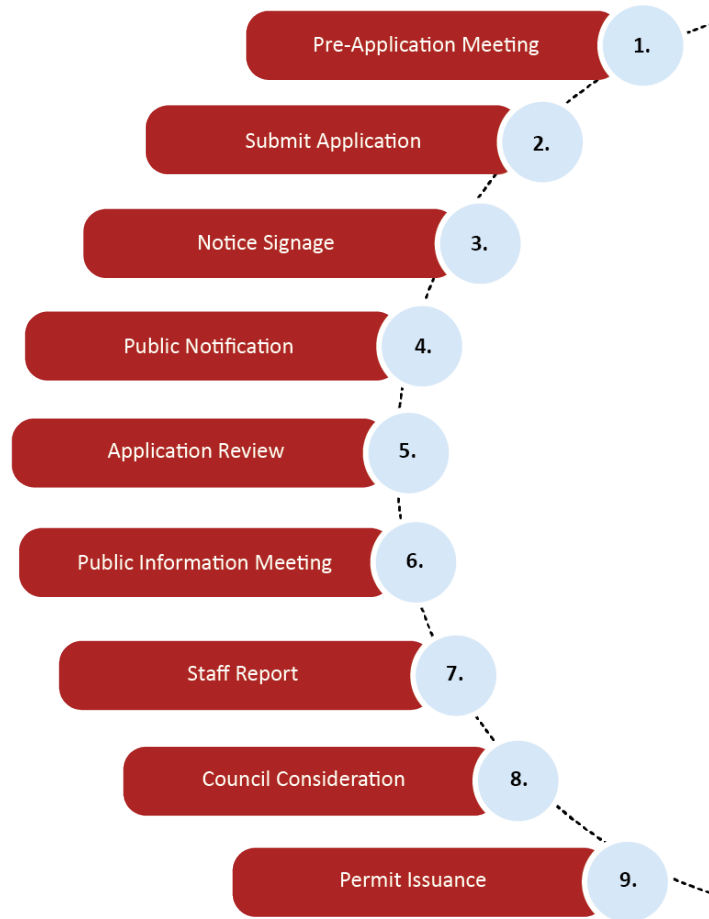 Pre-Application Meeting 1.
Submit Application 2.
Notice Signage 3.
Public Notification 4.
Application Review 5.
Public Information Meeting 6.
Staff Report 7.
Council Consideration 8.
Permit Issuance 9.